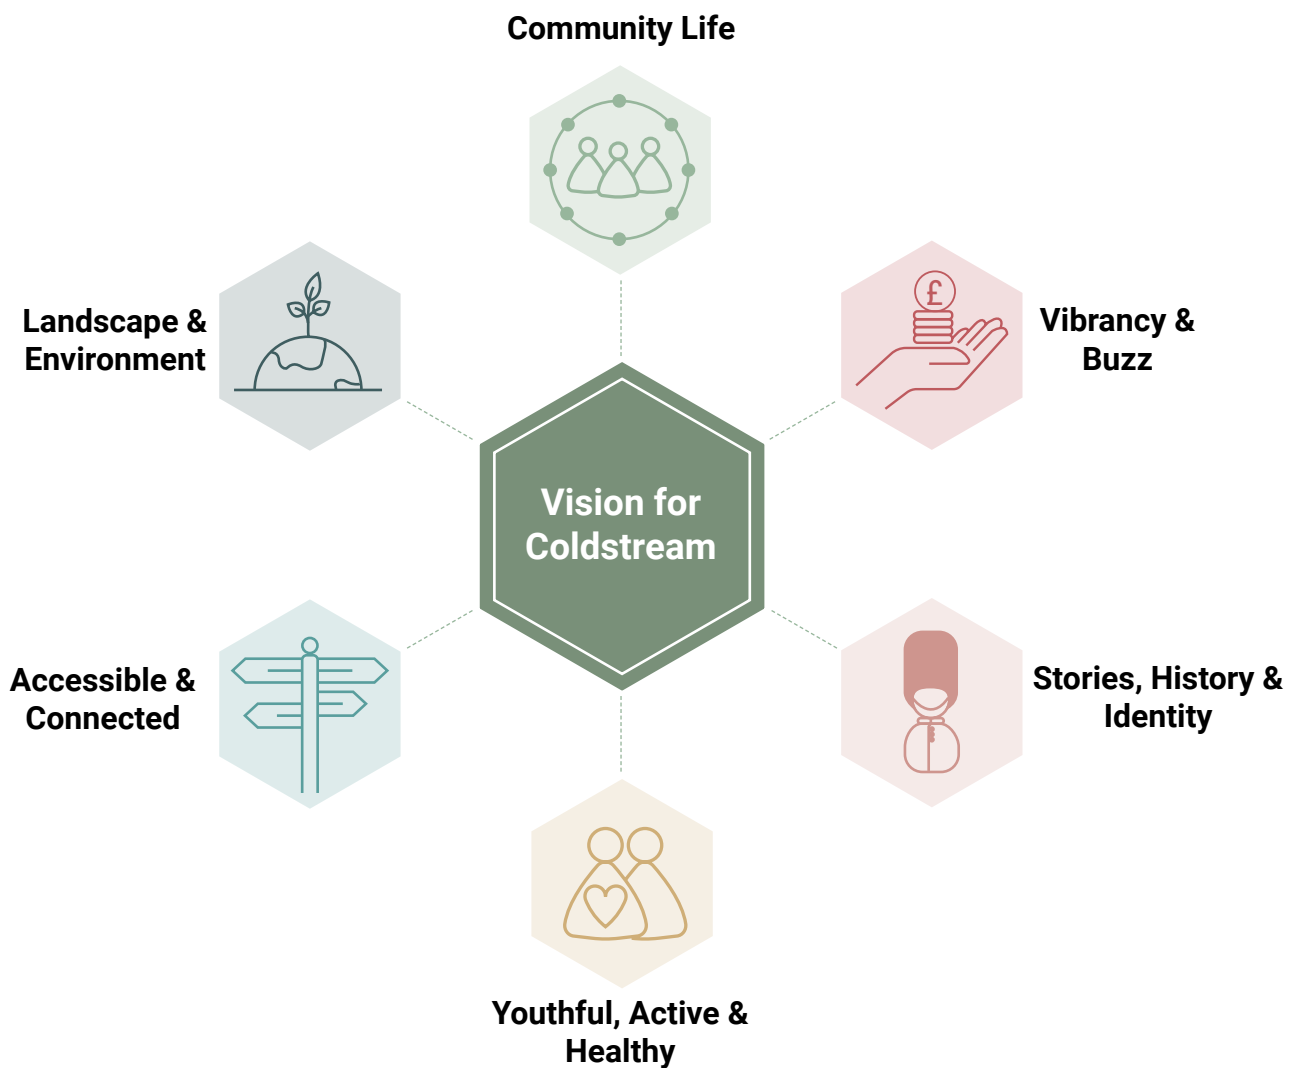 Community Life
Landscape &
Environment
£
Vibrancy &
Buzz
Vision for
Coldstream
Accessible &
Connected
Stories, History &
Identity
Youthful, Active &
Healthy